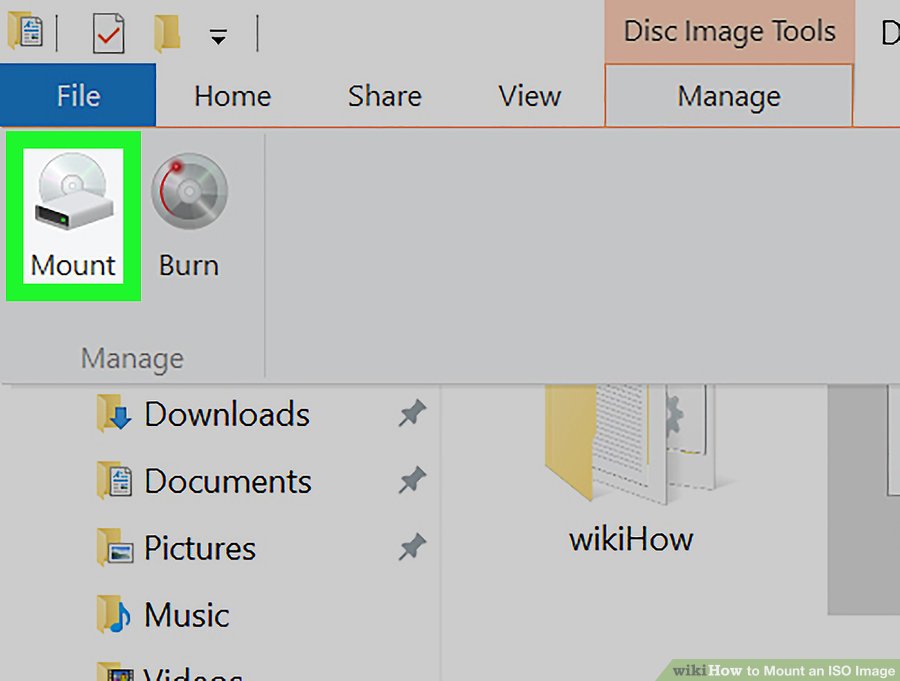 Disc Image Tools
D
File Home Share View Manage
Mount Burn
Manage
Downloads
Documents
Pictures
Music
Videos
wikiHow
wikiHow to Mount an ISO Image